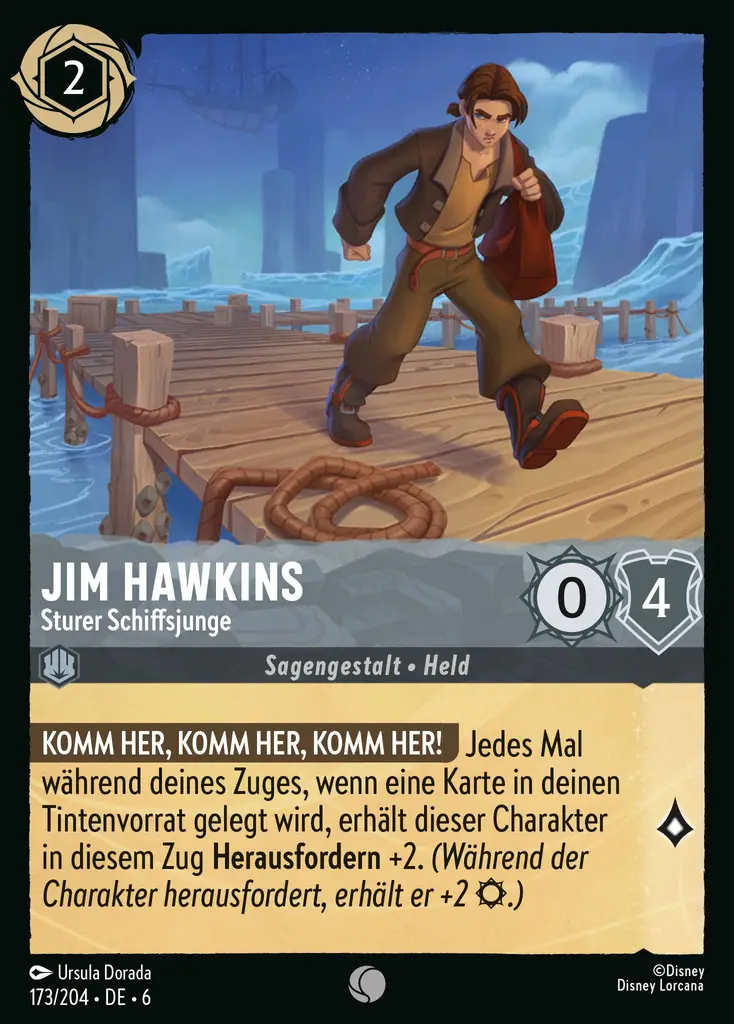 2
JIM HAWKINS
Sturer Schiffsjunge
0
4
Sagengestalt • Held
KOMM HER, KOMM HER, KOMM HER! Jedes Mal
während deines Zuges, wenn eine Karte in deinen
Tintenvorrat gelegt wird, erhält dieser Charakter
in diesem Zug Herausfordern +2. (Während der
Charakter herausfordert, erhält er +2 .)
Ursula Dorada
173/204 • DE • 6
©Disney
Disney Lorcana